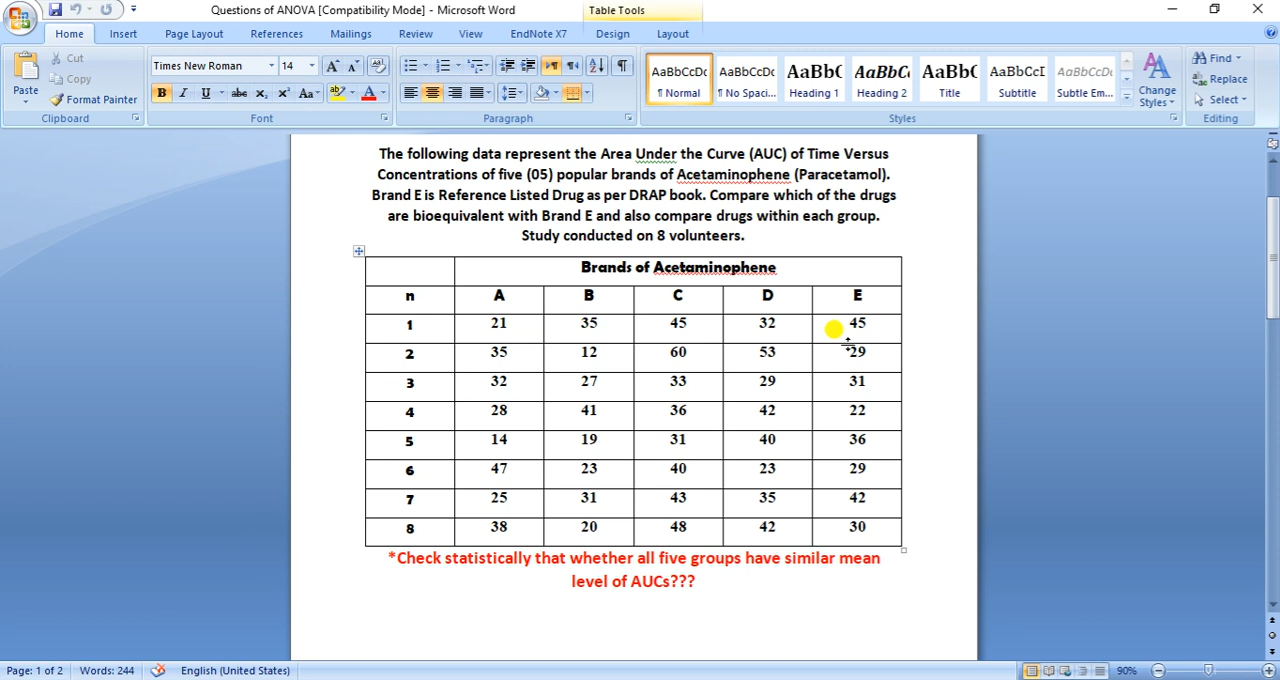 Questions of ANOVA [Compatibility Mode] - Microsoft Word
Table Tools
Home Insert Page Layout References Mailings Review View EndNote X7 Design Layout
Paste
Cut
Copy
Format Painter
Clipboard
Times New Roman 14
B I U abc x₂ x² Aa
Font
Paragraph
AaBbCcDc AaBbCcDc AaBbC AaBbCc AaBb( AaBbCcI AaBbCcDc
¶ Normal ¶ No Spaci... Heading 1 Heading 2 Title Subtitle Subtle Em...
Change Styles
Styles
Find
Replace
Select
Editing
The following data represent the Area Under the Curve (AUC) of Time Versus
Concentrations of five (05) popular brands of Acetaminophene (Paracetamol).
Brand E is Reference Listed Drug as per DRAP book. Compare which of the drugs
are bioequivalent with Brand E and also compare drugs within each group.
Study conducted on 8 volunteers.
Brands of Acetaminophene
n A B C D E
1 21 35 45 32 45
2 35 12 60 53 29
3 32 27 33 29 31
4 28 41 36 42 22
5 14 19 31 40 36
6 47 23 40 23 29
7 25 31 43 35 42
8 38 20 48 42 30
*Check statistically that whether all five groups have similar mean
level of AUCs???
Page: 1 of 2 Words: 244 English (United States) 90%